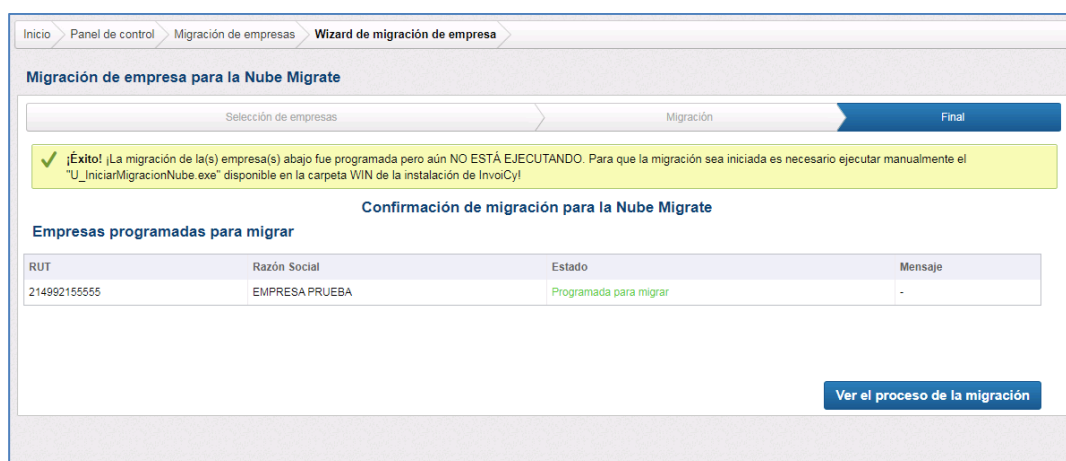 Inicio Panel de control Migración de empresas Wizard de migración de empresa
Migración de empresa para la Nube Migrate
Selección de empresas Migración Final
¡Éxito! ¡La migración de la(s) empresa(s) abajo fue programada pero aún NO ESTÁ EJECUTANDO. Para que la migración sea iniciada es necesario ejecutar manualmente el
"U_IniciarMigracionNube.exe" disponible en la carpeta WIN de la instalación de InvoiCy!
Confirmación de migración para la Nube Migrate
Empresas programadas para migrar
RUT Razón Social Estado Mensaje
214992155555 EMPRESA PRUEBA Programada para migrar -
Ver el proceso de la migración